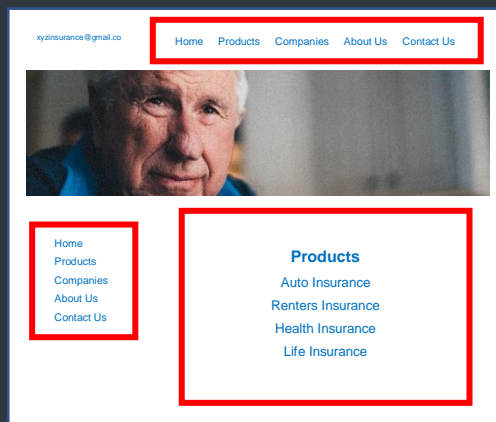 xyzinsurance@gmail.co
Home Products Companies About Us Contact Us
Home
Products
Companies
About Us
Contact Us
Products
Auto Insurance
Renters Insurance
Health Insurance
Life Insurance